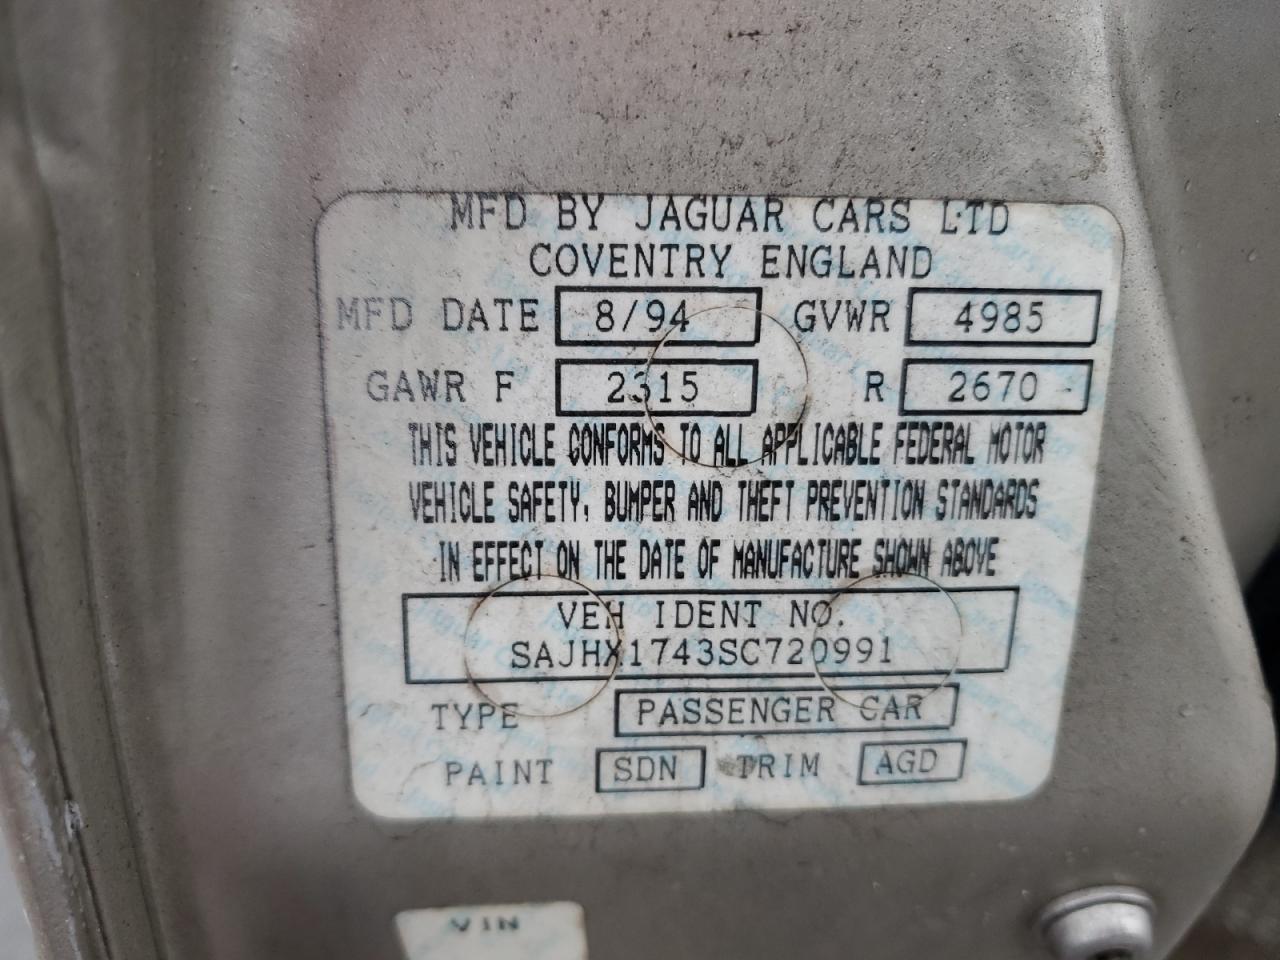 MFD BY JAGUAR CARS LTD
COVENTRY ENGLAND
MFD DATE 8/94 GVWR 4985
GAWR F 2315 R 2670
THIS VEHICLE CONFORMS TO ALL APPLICABLE FEDERAL MOTOR
VEHICLE SAFETY, BUMPER AND THEFT PREVENTION STANDARDS
IN EFFECT ON THE DATE OF MANUFACTURE SHOWN ABOVE
VEH IDENT NO.
SAJHX1743SC720991
TYPE PASSENGER CAR
PAINT SDN TRIM AGD
VIN